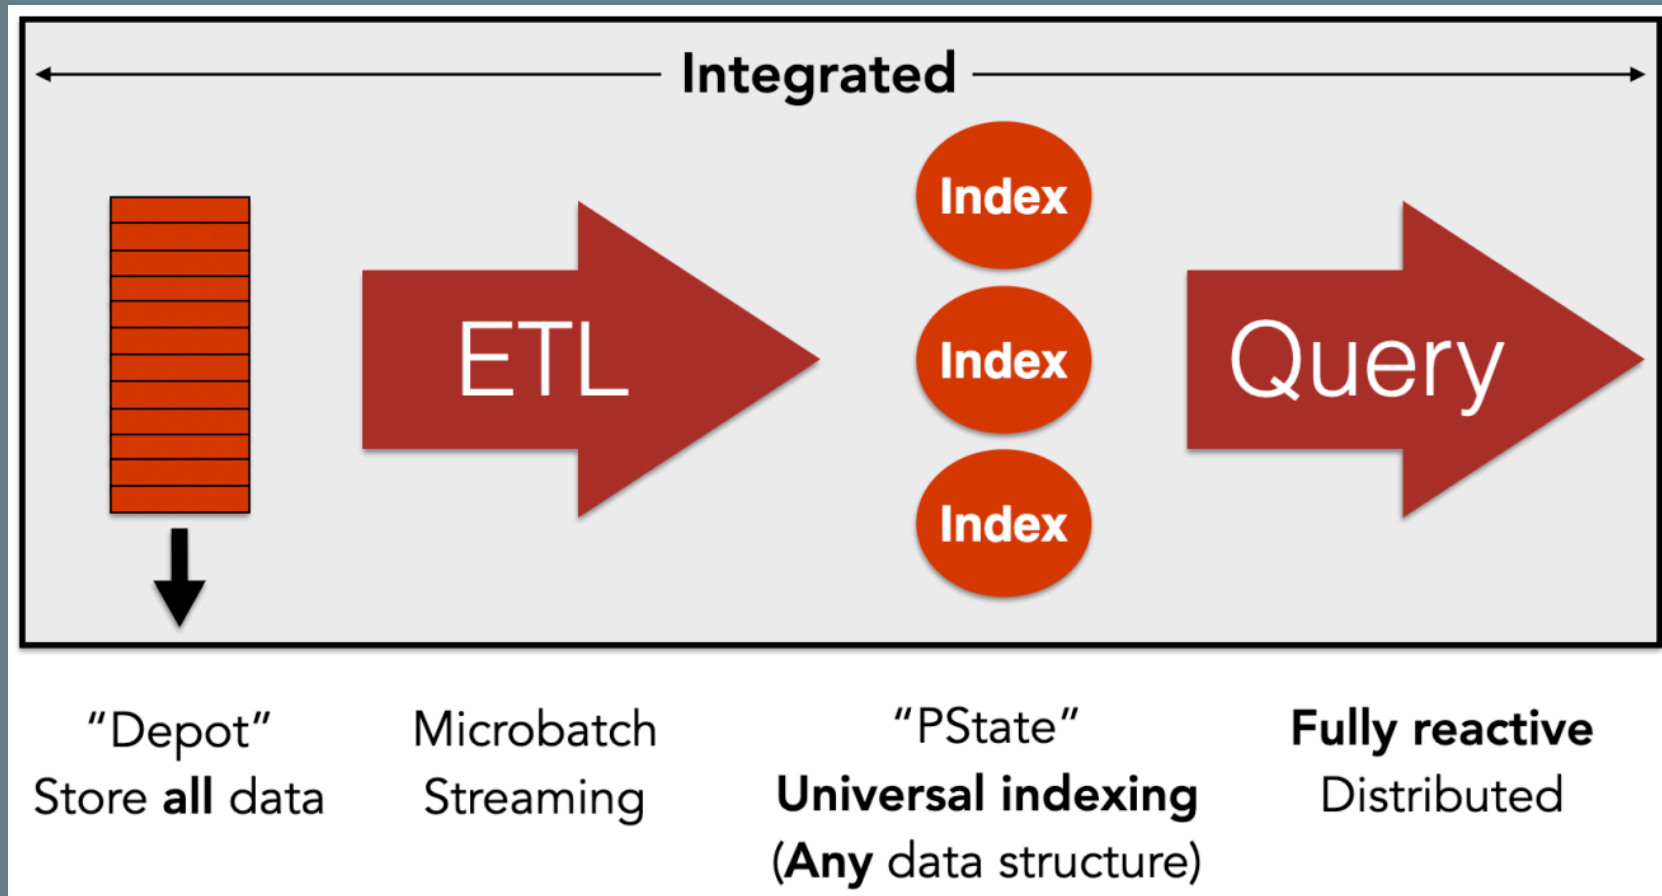 Integrated
ETL
Index
Index
Index
Query
“Depot”
Store all data
Microbatch
Streaming
“PState”
Universal indexing
(Any data structure)
Fully reactive
Distributed